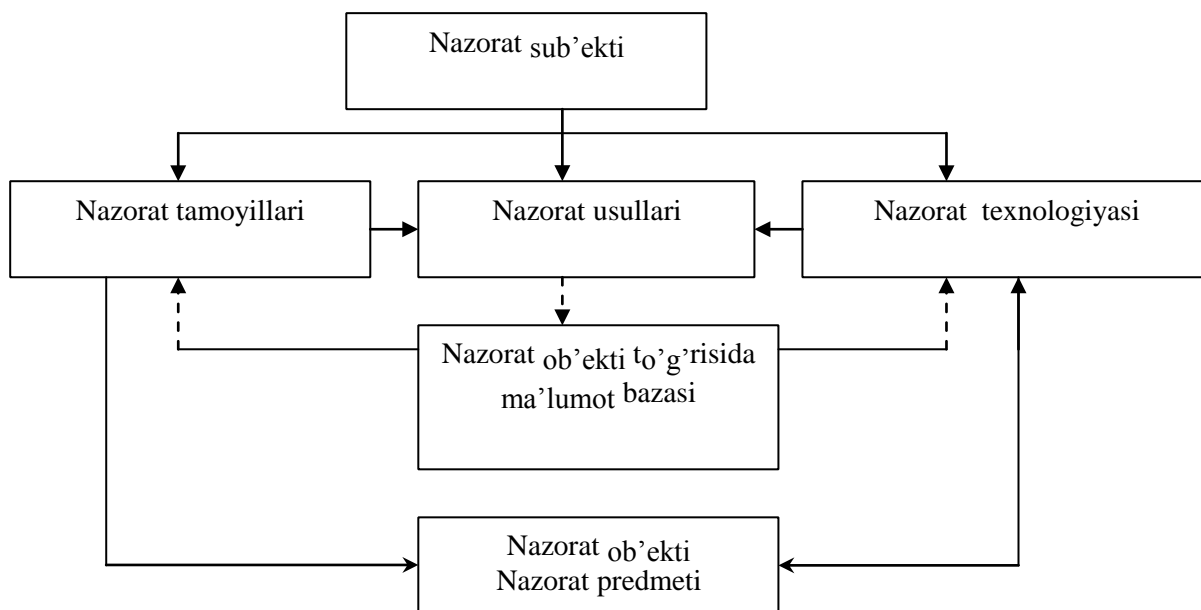 Nazorat sub’ekti
Nazorat tamoyillari
Nazorat usullari
Nazorat texnologiyasi
Nazorat ob’ekti to’g’risida
ma’lumot bazasi
Nazorat ob’ekti
Nazorat predmeti